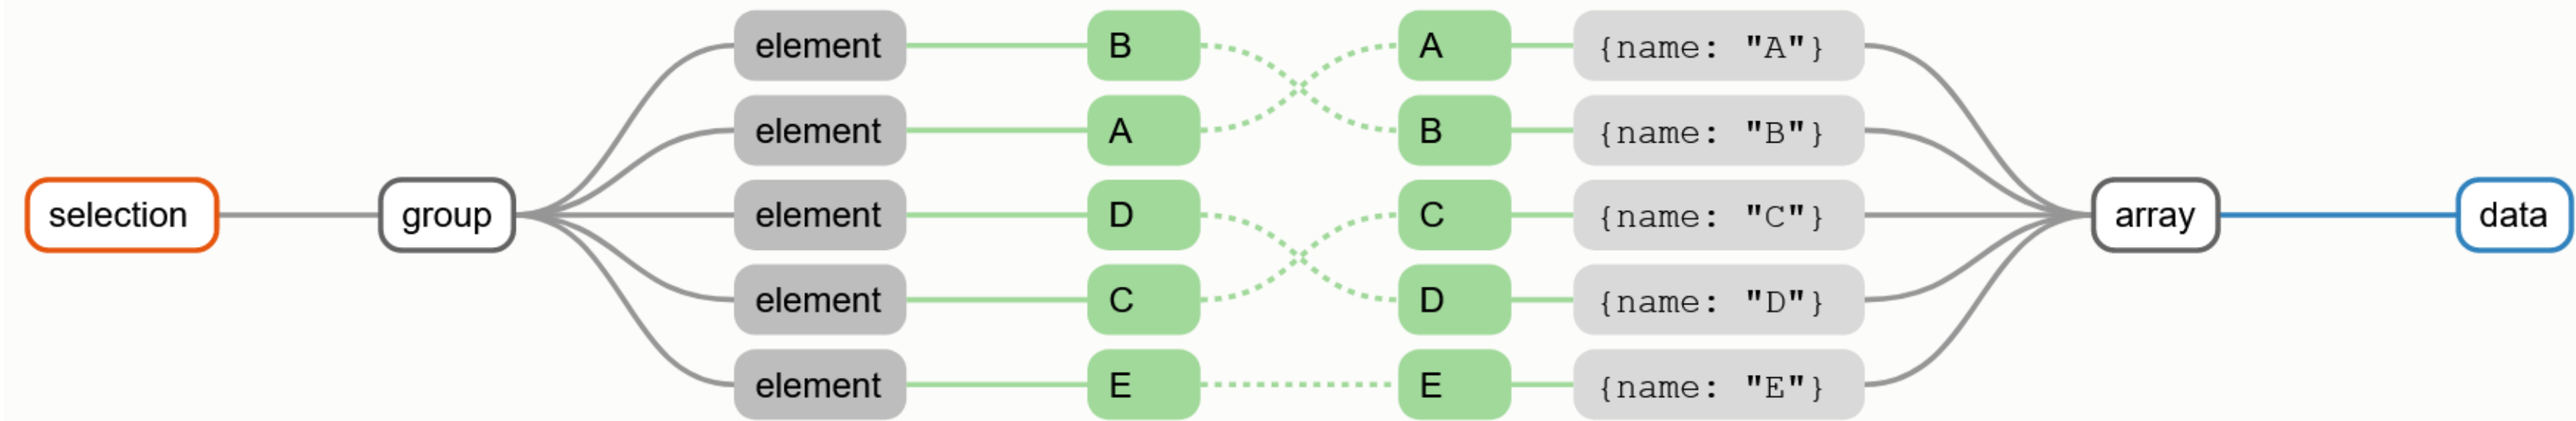 element B A {name: "A"}
element A B {name: "B"}
selection group element D C {name: "C"} array data
element C D {name: "D"}
element E E {name: "E"}